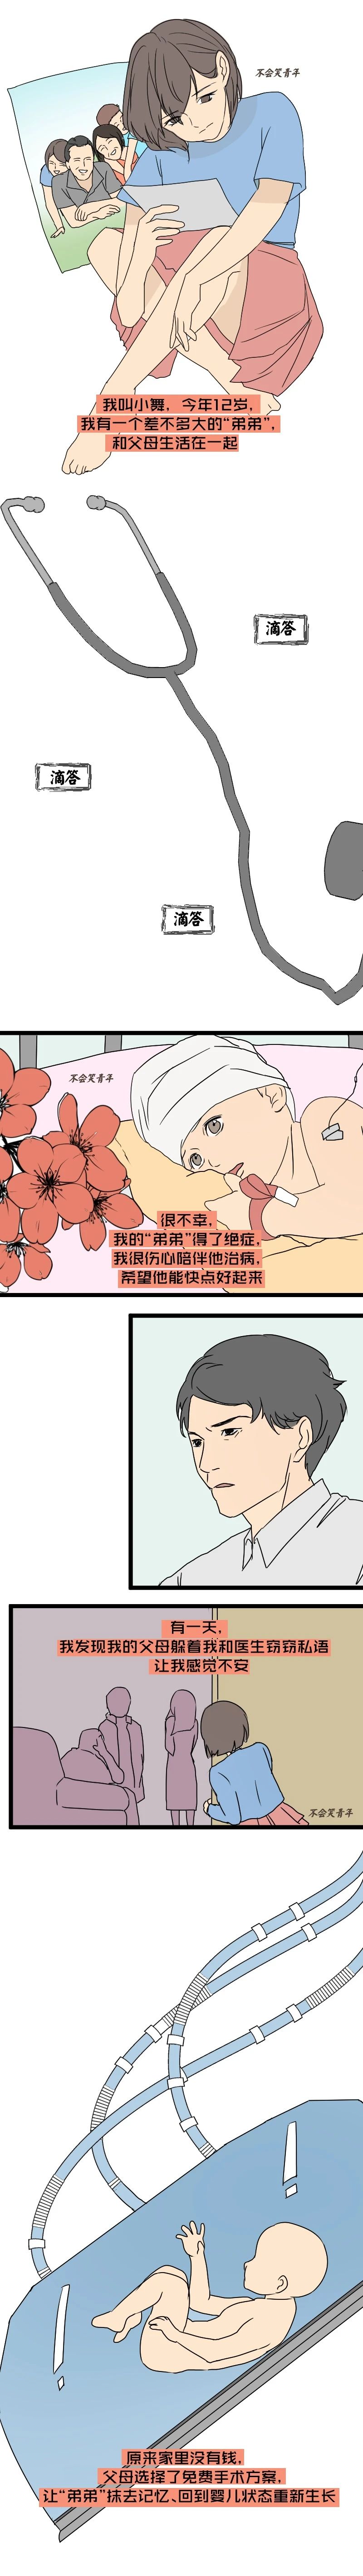 不会笑青年
我叫小舞，今年12岁，
我有一个差不多大的“弟弟”，
和父母生活在一起
滴答
滴答
滴答
不会笑青年
很不幸，
我的“弟弟”得了绝症，
我很伤心陪伴他治病，
希望他能快点好起来
有一天，
我发现我的父母躲着我和医生窃窃私语
让我感觉不安
不会笑青年
原来家里没有钱，
父母选择了免费手术方案，
让“弟弟”抹去记忆、回到婴儿状态重新生长